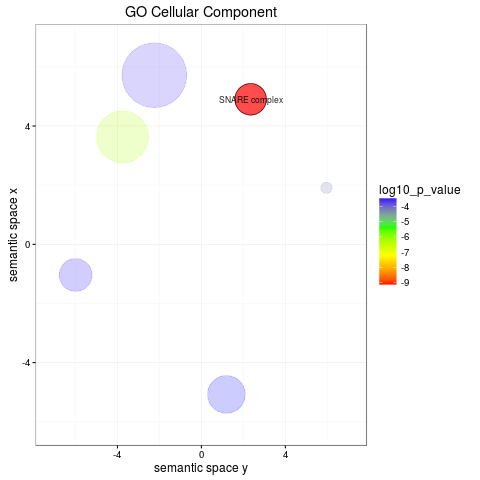 GO Cellular Component
SNARE complex
semantic space x
4
0
-4
-4
0
4
semantic space y
log10_p_value
-4
-5
-6
-7
-8
-9